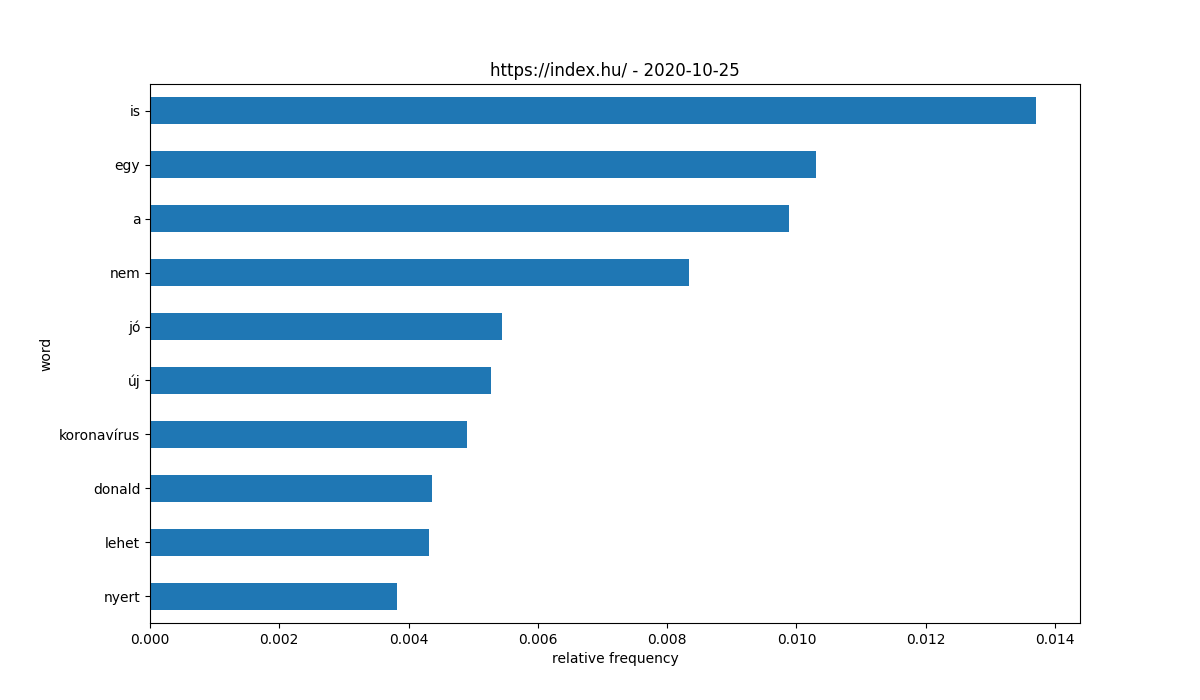 https://index.hu/ - 2020-10-25
is
egy
a
nem
jó
új
koronavírus
donald
lehet
nyert
word
0.000 0.002 0.004 0.006 0.008 0.010 0.012 0.014
relative frequency